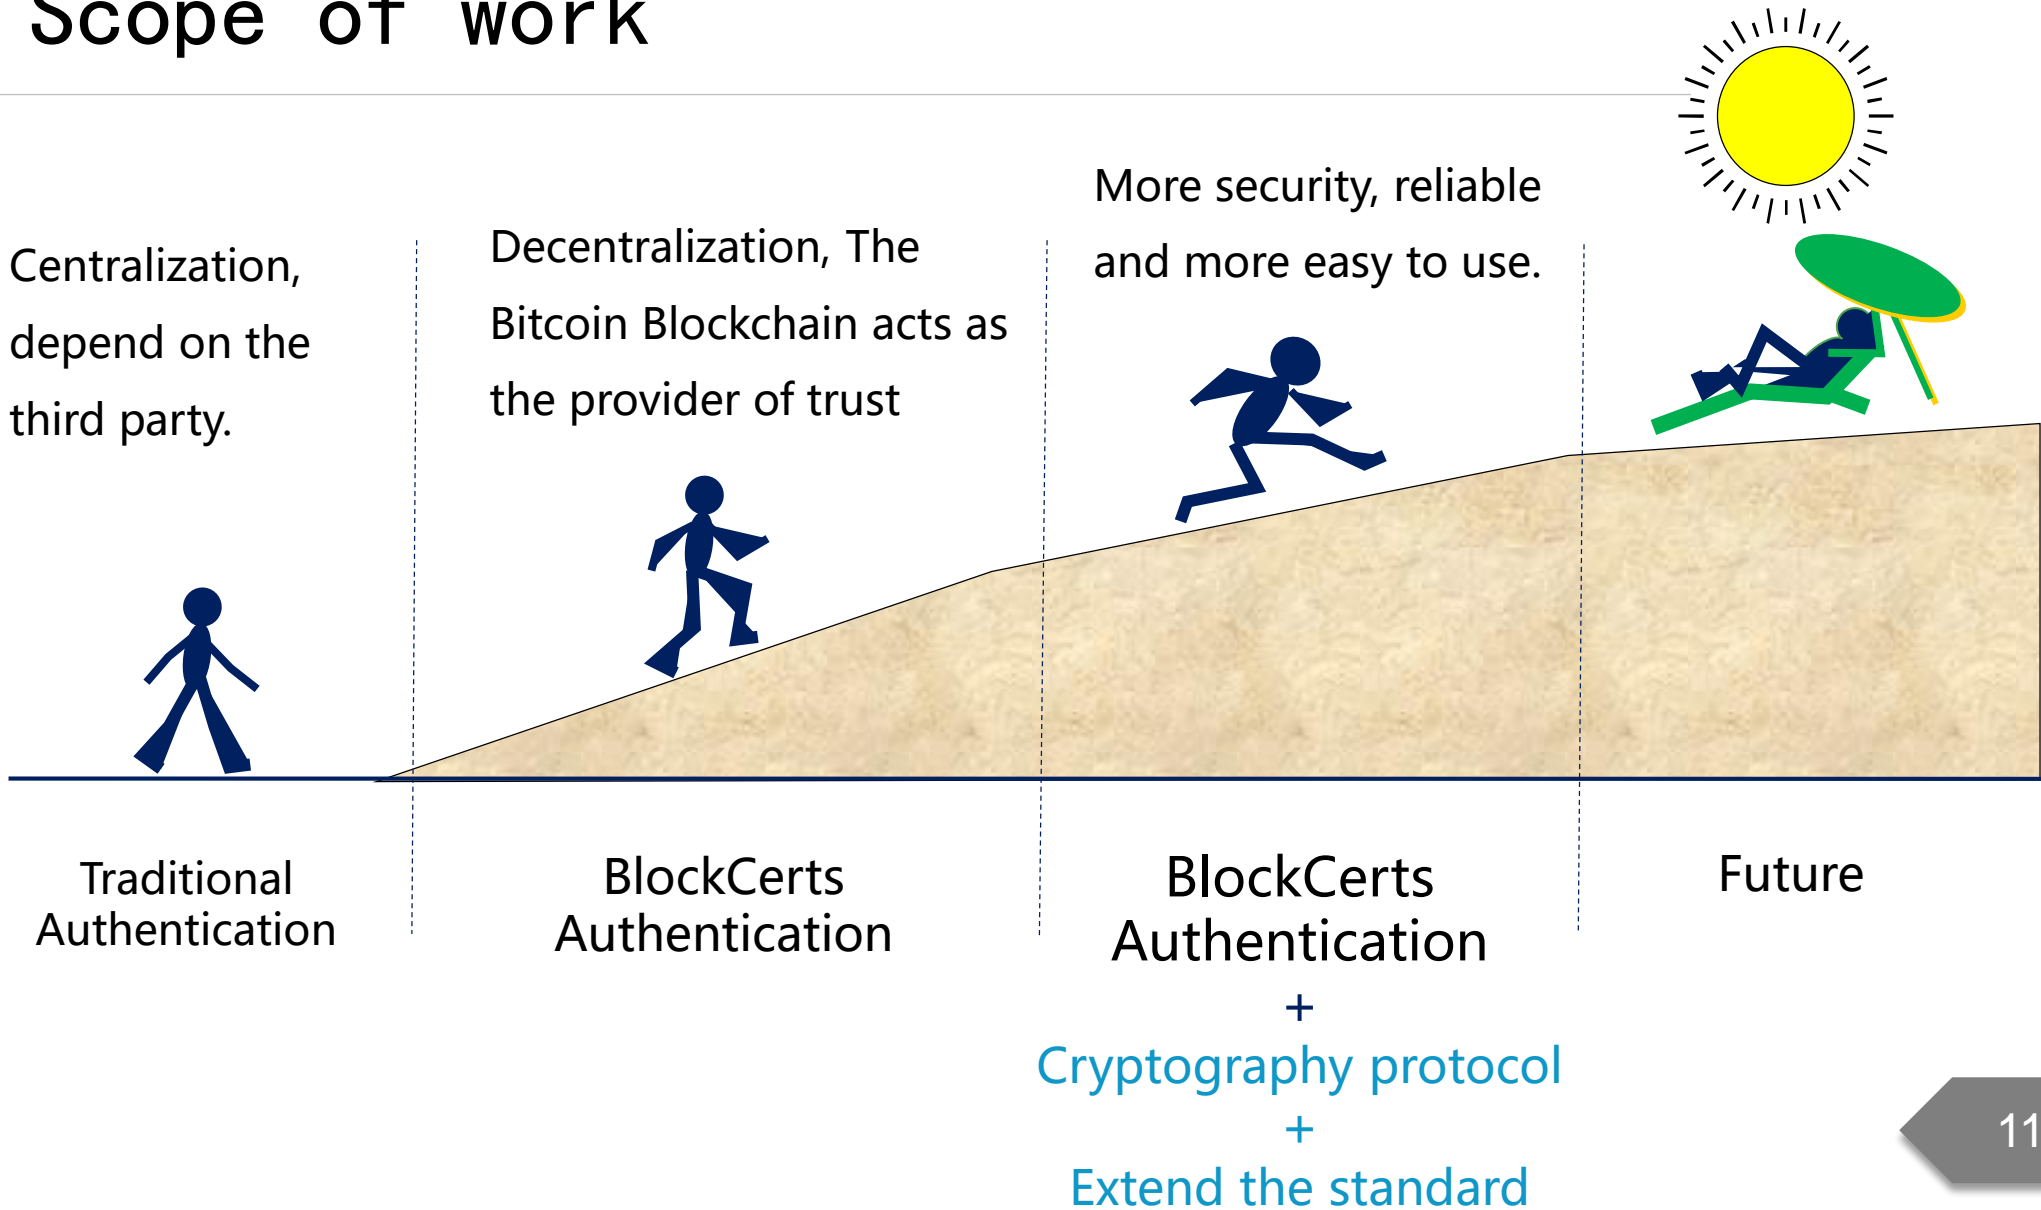 Scope of work
Centralization,
depend on the
third party.
Decentralization, The
Bitcoin Blockchain acts as
the provider of trust
More security, reliable
and more easy to use.
Traditional
Authentication
BlockCerts
Authentication
BlockCerts
Authentication
+
Cryptography protocol
+
Extend the standard
Future
11